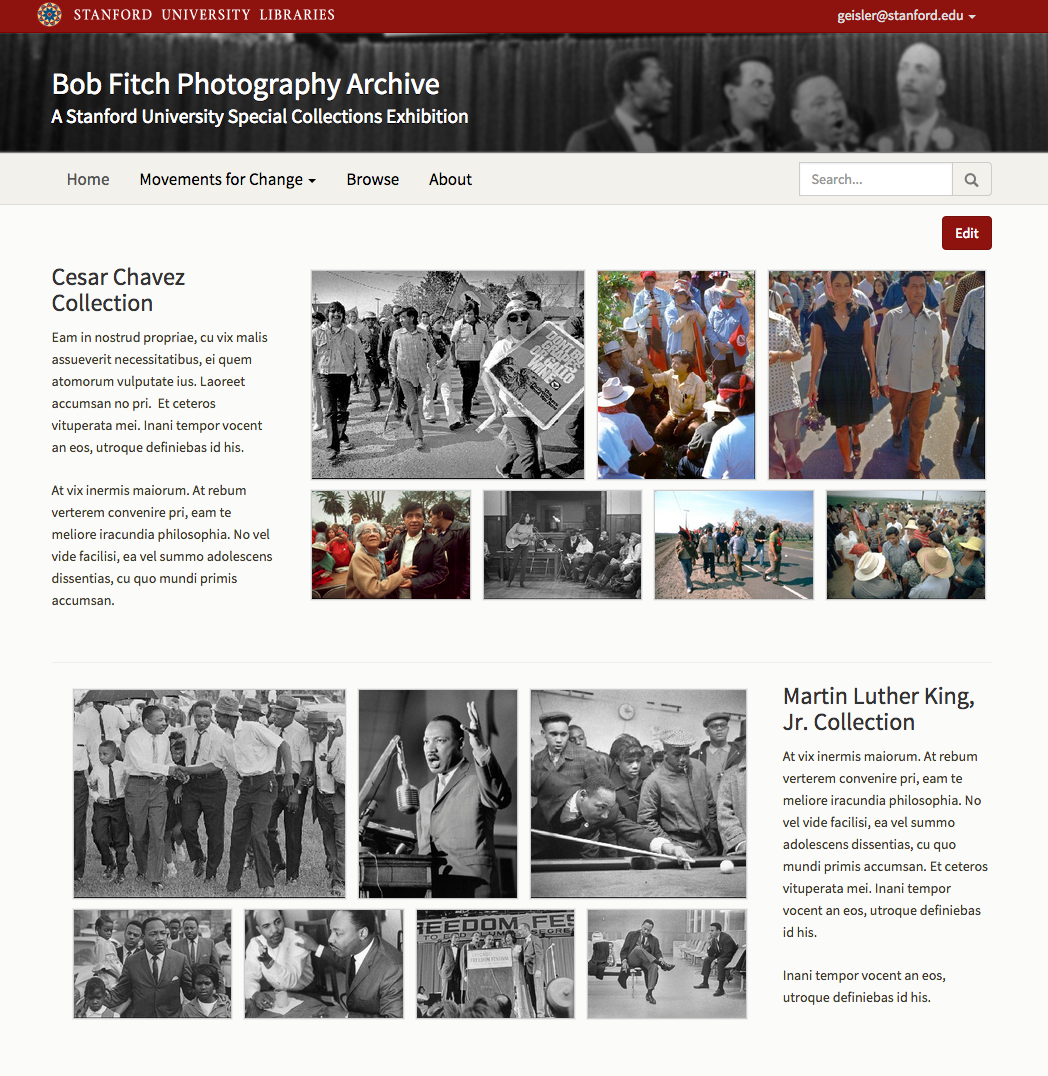 STANFORD UNIVERSITY LIBRARIES
geisler@stanford.edu
Bob Fitch Photography Archive
A Stanford University Special Collections Exhibition
Home
Movements for Change
Browse
About
Search...
Edit
Cesar Chavez
Collection
Eam in nostrud propriae, cu vix malis
assueverit necessitatibus, ei quem
atomorum vulputate ius. Laoreet
accumsan no pri.  Et ceteros
vituperata mei. Inani tempor vocent
an eos, utroque definiebas id his.
At vix inermis maiorum. At rebum
verterem convenire pri, eam te
meliore iracundia philosophia. No vel
vide facilisi, ea vel summo adolescens
dissentias, cu quo mundi primis
accumsan.
Martin Luther King,
Jr. Collection
At vix inermis maiorum. At rebum
verterem convenire pri, eam te
meliore iracundia philosophia. No
vel vide facilisi, ea vel summo
adolescens dissentias, cu quo
mundi primis accumsan. Et ceteros
vituperata mei. Inani tempor
vocent an eos, utroque definiebas
id his.
Inani tempor vocent an eos,
utroque definiebas id his.
REEDOM FES
TO END